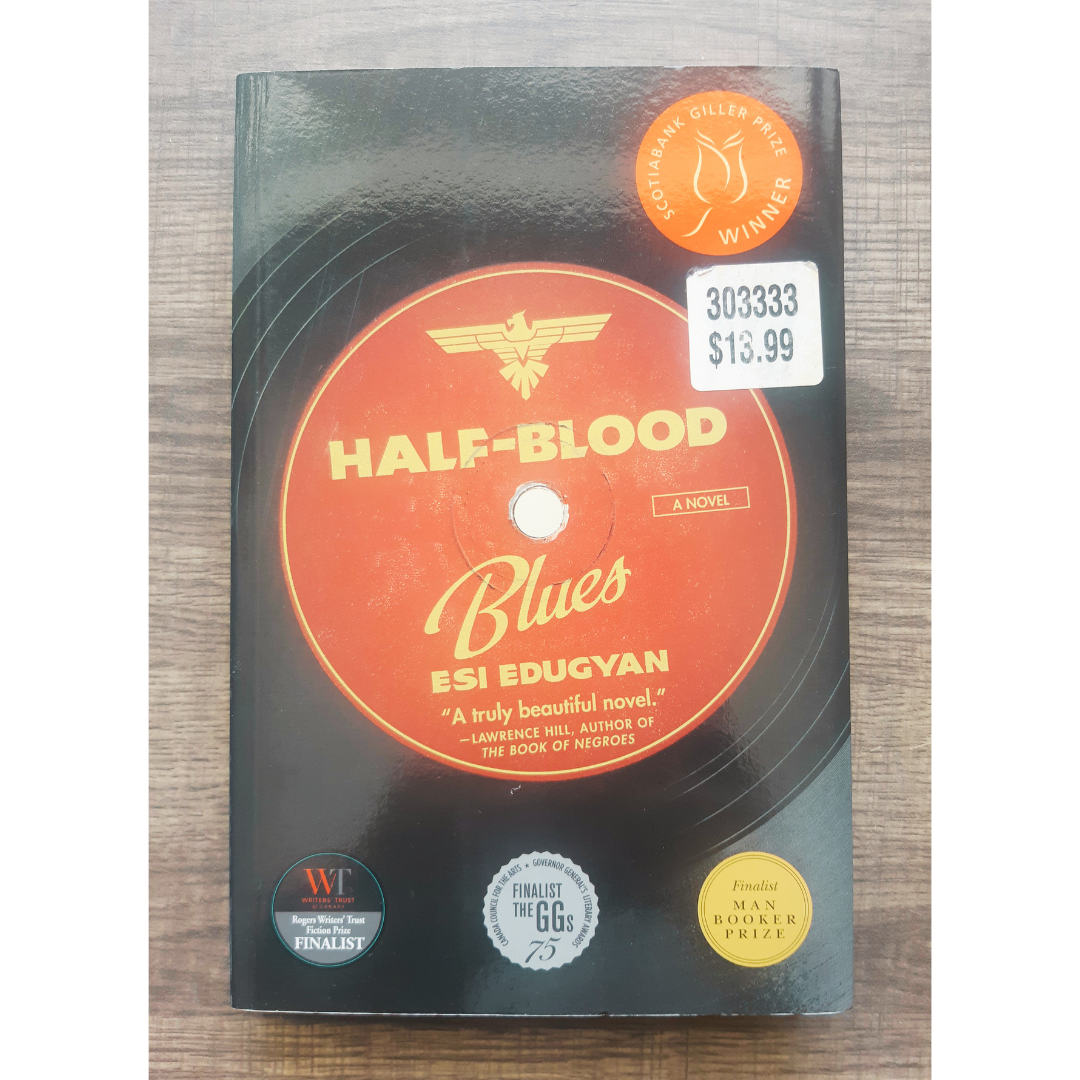 SCOTIABANK GILLER PRIZE
WINNER
303333
$13.99
HALF-BLOOD
A NOVEL
Blues
ESI EDUGYAN
“A truly beautiful novel.”
—LAWRENCE HILL, AUTHOR OF
THE BOOK OF NEGROES
WT
WRITERS' TRUST
OF CANADA
Rogers Writers' Trust
Fiction Prize
FINALIST
CANADA COUNCIL FOR THE ARTS ★ GOVERNOR GENERAL'S LITERARY AWARDS
FINALIST
THE GGs
75
Finalist
MAN
BOOKER
PRIZE